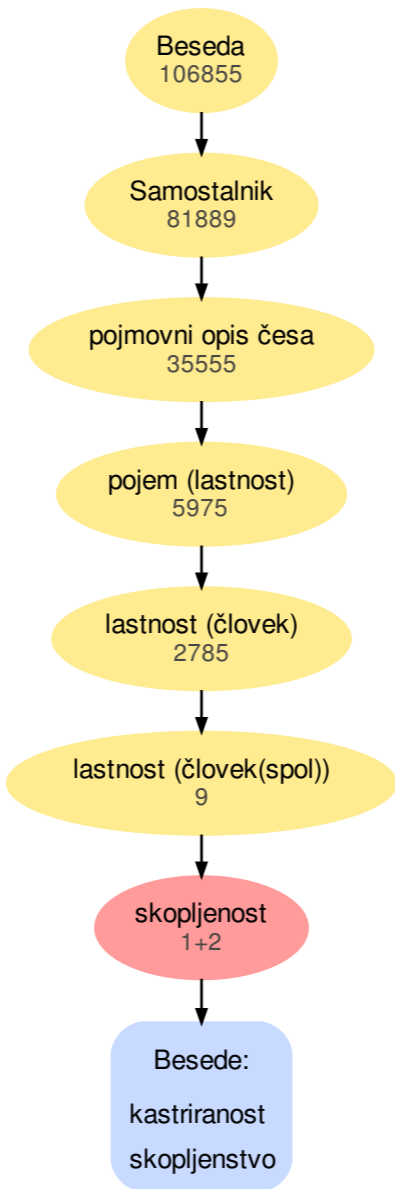 Beseda
106855
Samostalnik
81889
pojmovni opis česa
35555
pojem (lastnost)
5975
lastnost (človek)
2785
lastnost (človek(spol))
9
skopljenost
1+2
Besede:
kastriranost
skopljenstvo